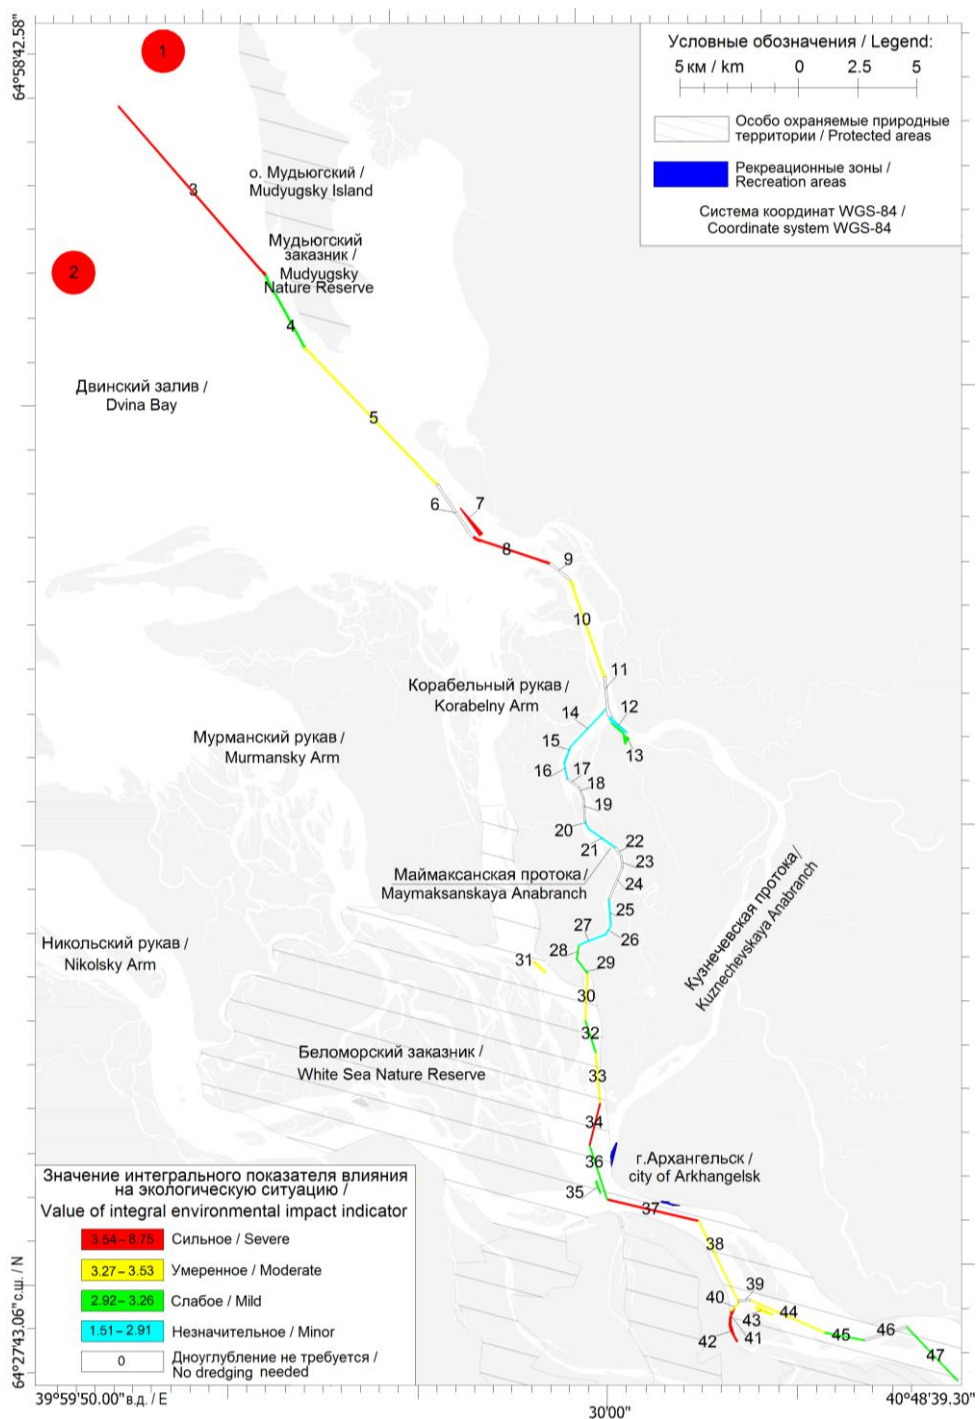 64°58'42.58"
1
Условные обозначения / Legend:
5 км / km 0 2.5 5
Особо охраняемые природные
территории / Protected areas
Рекреационные зоны /
Recreation areas
Система координат WGS-84 /
Coordinate system WGS-84
3
о. Мудьюгский /
Mudyugsky Island
Мудьюгский
заказник /
Mudyugsky
Nature Reserve
2
4
Двинский залив /
Dvina Bay
5
6
7
8
9
10
11
Корабельный рукав /
Korabelny Arm
12
13
14
15
16
Мурманский рукав /
Murmansky Arm
17
18
19
20
21
22
23
24
Маймаксанская протока /
Maymaksanskaya Anabranch
Кузнечевская протока /
Kuznechevskaya Anabranch
25
26
27
28
29
Никольский рукав /
Nikolsky Arm
31
30
32
Беломорский заказник /
White Sea Nature Reserve
33
34
36
35
г.Архангельск /
city of Arkhangelsk
37
38
39
40
43
44
42
41
45
46
47
Значение интегрального показателя влияния
на экологическую ситуацию /
Value of integral environmental impact indicator
3.54 – 8.75 Сильное / Severe
3.27 – 3.53 Умеренное / Moderate
2.92 – 3.26 Слабое / Mild
1.51 – 2.91 Незначительное / Minor
0 Дноуглубление не требуется /
No dredging needed
64°27'43.06" с.ш. / N
39°59'50.00" в.д. / E
30'00"
40°48'39.30"